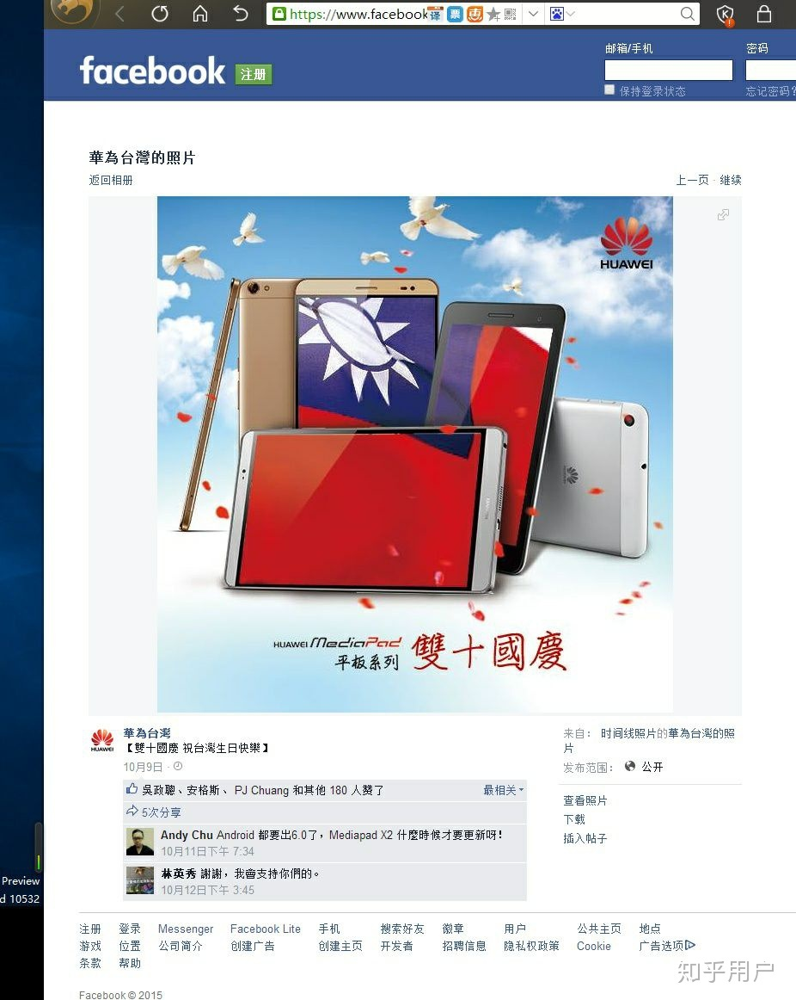 https://www.facebook
译 票 惠
facebook 注册
邮箱/手机 密码
保持登录状态 忘记密码?
華為台灣的照片
返回相册 上一页 · 继续
HUAWEI
HUAWEI MediaPad 雙十國慶
平板系列
HUAWEI
華為台灣
【雙十國慶 祝台灣生日快樂】
10月9日 ·
吳政聰、安格斯、 PJ Chuang 和其他 180 人赞了 最相关
5次分享
Andy Chu Android 都要出6.0了，Mediapad X2 什麼時候才要更新呀！
10月11日下午 7:34
林英秀 謝謝，我會支持你們的。
10月12日下午 3:45
来自： 时间线照片的華為台灣的照片
发布范围： 公开
查看照片
下载
插入帖子
Preview
d 10532
注册 登录 Messenger Facebook Lite 手机 搜索好友 徽章 用户 公共主页 地点
游戏 位置 公司简介 创建广告 创建主页 开发者 招聘信息 隐私权政策 Cookie 广告选项
条款 帮助
Facebook © 2015
知乎用户